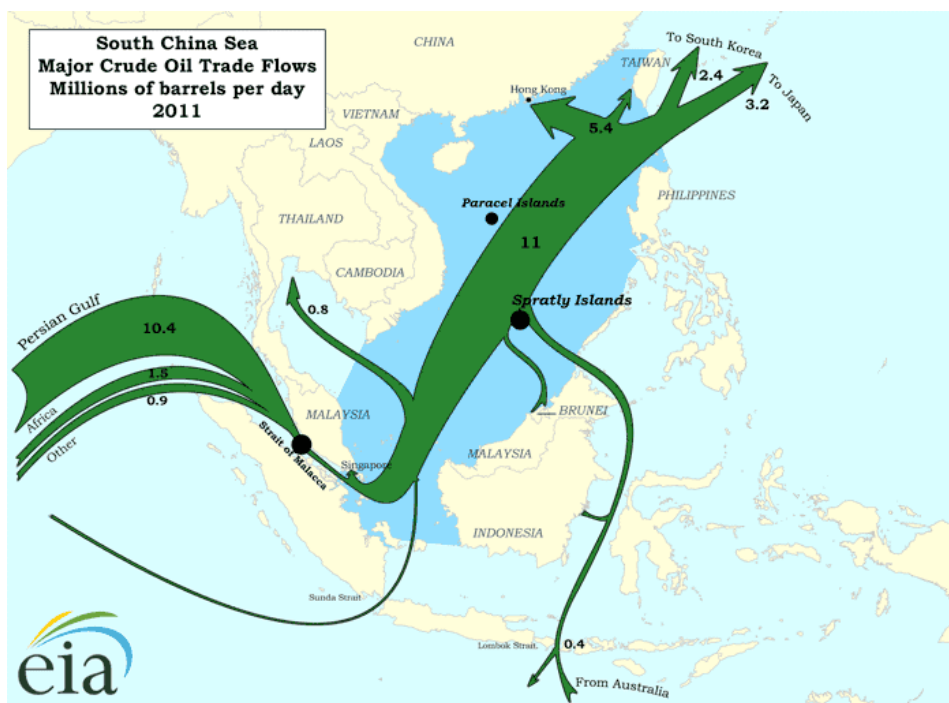 South China Sea
Major Crude Oil Trade Flows
Millions of barrels per day
2011
CHINA
TAIWAN
To South Korea
2.4
To Japan
3.2
Hong Kong
5.4
VIETNAM
LAOS
Paracel Islands
PHILIPPINES
THAILAND
11
CAMBODIA
Spratly Islands
0.8
Persian Gulf
10.4
1.5
Africa
0.9
Other
MALAYSIA
BRUNEI
Strait of Malacca
Singapore
MALAYSIA
INDONESIA
Sunda Strait
Lombok Strait.
0.4
From Australia
eia